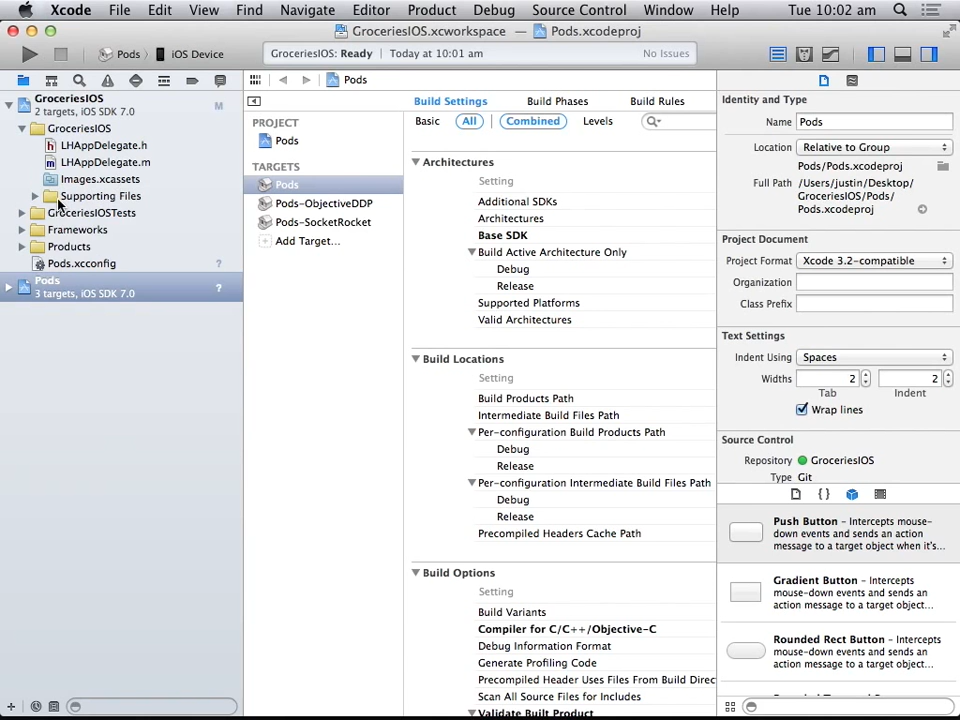 Xcode File Edit View Find Navigate Editor Product Debug Source Control Window Help Tue 10:02 am
GroceriesIOS.xcworkspace — Pods.xcodeproj
Pods › iOS Device
GroceriesIOS: Ready | Today at 10:01 am No Issues
Pods
GroceriesIOS M
2 targets, iOS SDK 7.0
GroceriesIOS
LHAppDelegate.h
LHAppDelegate.m
Images.xcassets
Supporting Files
GroceriesIOSTests
Frameworks
Products
Pods.xcconfig ?
Pods ?
3 targets, iOS SDK 7.0
PROJECT
Pods
TARGETS
Pods
Pods-ObjectiveDDP
Pods-SocketRocket
Add Target...
Build Settings Build Phases Build Rules
Basic All Combined Levels
Architectures
Setting
Additional SDKs
Architectures
Base SDK
Build Active Architecture Only
Debug
Release
Supported Platforms
Valid Architectures
Build Locations
Setting
Build Products Path
Intermediate Build Files Path
Per-configuration Build Products Path
Debug
Release
Per-configuration Intermediate Build Files Path
Debug
Release
Precompiled Headers Cache Path
Build Options
Setting
Build Variants
Compiler for C/C++/Objective-C
Debug Information Format
Generate Profiling Code
Precompiled Header Uses Files From Build Direc
Scan All Source Files for Includes
Validate Built Product
Identity and Type
Name Pods
Location Relative to Group
Pods/Pods.xcodeproj
Full Path /Users/justin/Desktop/
GroceriesIOS/Pods/
Pods.xcodeproj
Project Document
Project Format Xcode 3.2-compatible
Organization
Class Prefix
Text Settings
Indent Using Spaces
Widths 2 2
Tab Indent
Wrap lines
Source Control
Repository GroceriesIOS
Type Git
Push Button – Intercepts mouse-
down events and sends an action
message to a target object when it's...
Gradient Button – Intercepts
mouse-down events and sends an
action message to a target object...
Rounded Rect Button – Intercepts
mouse-down events and sends an
action message to a target object...